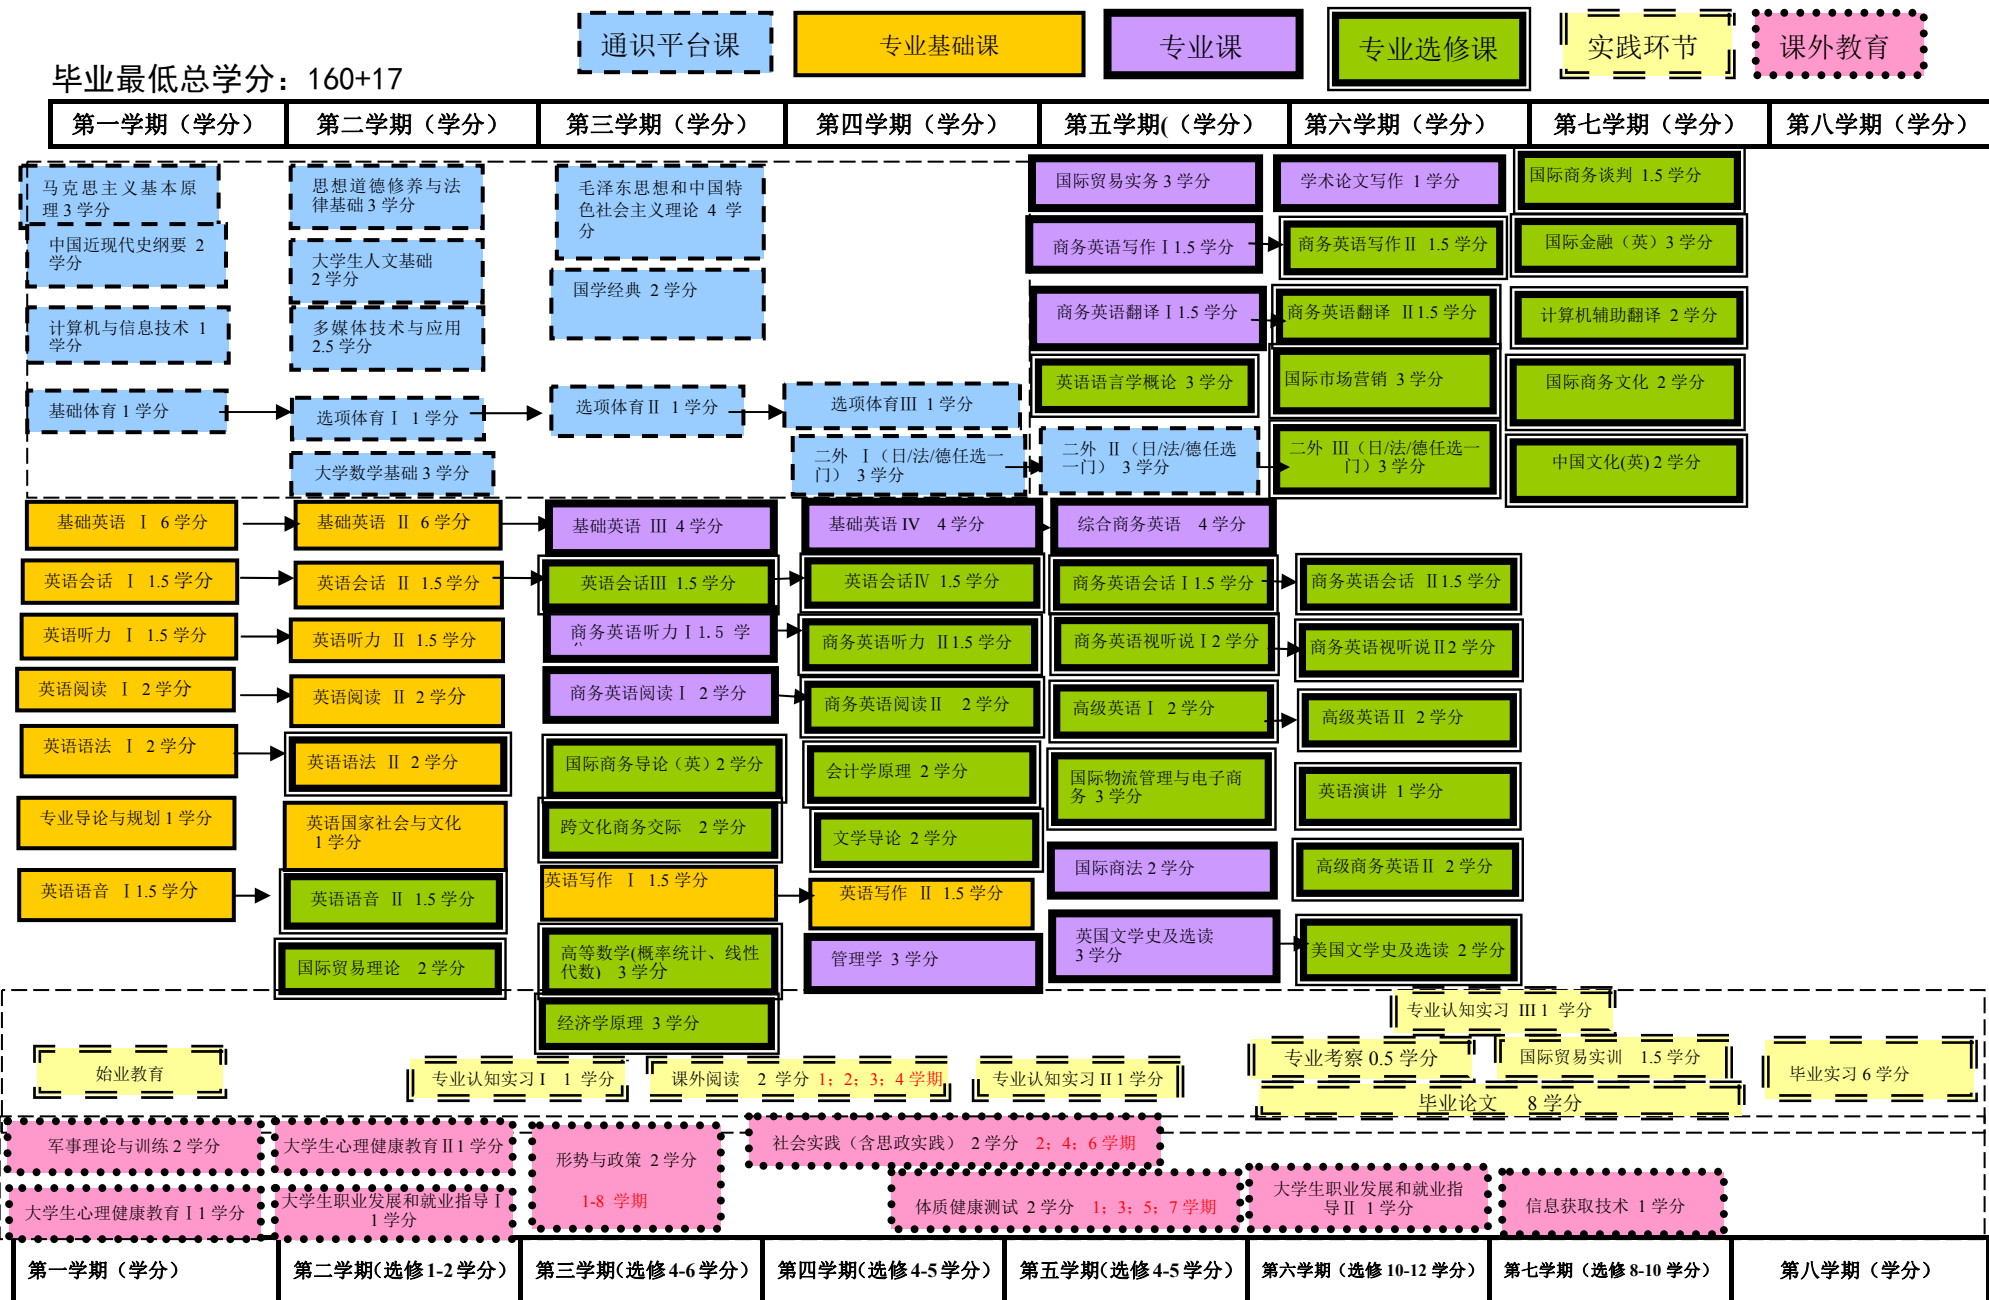 通识平台课
专业基础课
专业课
专业选修课
实践环节
课外教育
毕业最低总学分：160+17
第一学期（学分）
第二学期（学分）
第三学期（学分）
第四学期（学分）
第五学期(（学分）
第六学期（学分）
第七学期（学分）
第八学期（学分）
马克思主义基本原
理3 学分
中国近现代史纲要 2
学分
计算机与信息技术 1
学分
基础体育 1 学分
思想道德修养与法
律基础 3 学分
大学生人文基础
2 学分
多媒体技术与应用
2.5 学分
选项体育Ⅰ 1 学分
大学数学基础 3 学分
毛泽东思想和中国特
色社会主义理论 4 学
分
国学经典 2 学分
选项体育Ⅱ 1 学分
选项体育Ⅲ 1 学分
二外 Ⅰ（日/法/德任选一
门） 3 学分
国际贸易实务 3 学分
商务英语写作Ⅰ1.5 学分
商务英语翻译Ⅰ1.5 学分
英语语言学概论 3 学分
二外 Ⅱ（日/法/德任选
一门） 3 学分
学术论文写作 1 学分
商务英语写作Ⅱ 1.5 学分
商务英语翻译 Ⅱ1.5 学分
国际市场营销 3 学分
二外 Ⅲ（日/法/德任选一
门）3 学分
国际商务谈判 1.5 学分
国际金融（英）3 学分
计算机辅助翻译 2 学分
国际商务文化 2 学分
中国文化(英) 2 学分
基础英语 Ⅰ 6 学分
基础英语 Ⅱ 6 学分
基础英语 Ⅲ 4 学分
基础英语 IV 4 学分
综合商务英语 4 学分
英语会话 Ⅰ 1.5 学分
英语会话 Ⅱ 1.5 学分
英语会话Ⅲ 1.5 学分
英语会话Ⅳ 1.5 学分
商务英语会话Ⅰ1.5 学分
商务英语会话 Ⅱ1.5 学分
英语听力 Ⅰ 1.5 学分
英语听力 Ⅱ 1.5 学分
商务英语听力Ⅰ1.5 学
商务英语听力 Ⅱ1.5 学分
商务英语视听说Ⅰ2 学分
商务英语视听说Ⅱ2 学分
英语阅读 Ⅰ 2 学分
英语阅读 Ⅱ 2 学分
商务英语阅读Ⅰ 2 学分
商务英语阅读Ⅱ 2 学分
高级英语Ⅰ 2 学分
高级英语Ⅱ 2 学分
英语语法 Ⅰ 2 学分
英语语法 Ⅱ 2 学分
国际商务导论（英）2 学分
会计学原理 2 学分
国际物流管理与电子商
务 3 学分
英语演讲 1 学分
专业导论与规划 1 学分
英语国家社会与文化
1 学分
跨文化商务交际 2 学分
文学导论 2 学分
国际商法 2 学分
高级商务英语Ⅱ 2 学分
英语语音 Ⅰ1.5 学分
英语语音 Ⅱ 1.5 学分
英语写作 Ⅰ 1.5 学分
英语写作 Ⅱ 1.5 学分
英国文学史及选读
3 学分
美国文学史及选读 2 学分
国际贸易理论 2 学分
高等数学(概率统计、线性
代数) 3 学分
管理学 3 学分
经济学原理 3 学分
专业认知实习 III 1 学分
始业教育
专业认知实习Ⅰ 1 学分
课外阅读 2 学分 1；2；3；4 学期
专业认知实习 II 1 学分
专业考察 0.5 学分
国际贸易实训 1.5 学分
毕业实习 6 学分
毕业论文 8 学分
军事理论与训练 2 学分
大学生心理健康教育Ⅱ1 学分
形势与政策 2 学分
1-8 学期
社会实践（含思政实践） 2 学分 2；4；6 学期
大学生心理健康教育Ⅰ1 学分
大学生职业发展和就业指导Ⅰ
1 学分
体质健康测试 2 学分 1；3；5；7 学期
大学生职业发展和就业指
导Ⅱ 1 学分
信息获取技术 1 学分
第一学期（学分）
第二学期（选修 1-2 学分）
第三学期（选修 4-6 学分）
第四学期（选修 4-5 学分）
第五学期（选修 4-5 学分）
第六学期（选修 10-12 学分）
第七学期（选修 8-10 学分）
第八学期（学分）